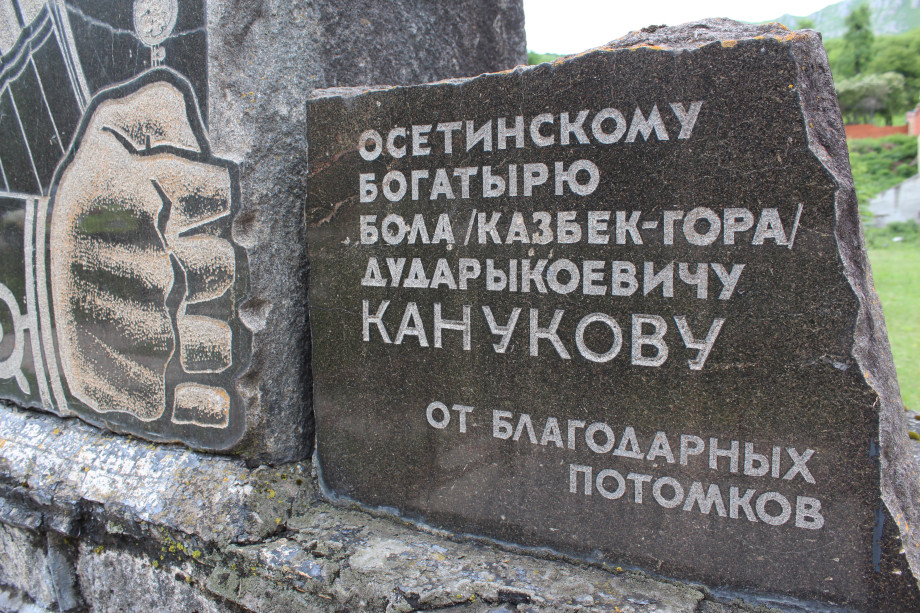 ОСЕТИНСКОМУ
БОГАТЫРЮ
БОЛА /КАЗБЕК-ГОРА/
ДУДАРЫКОЕВИЧУ
КАНУКОВУ
ОТ БЛАГОДАРНЫХ
ПОТОМКОВ